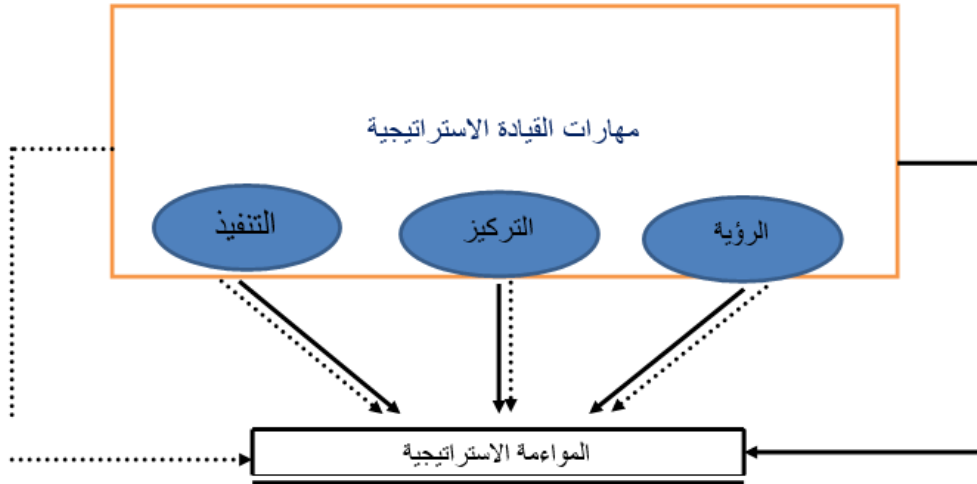 مهارات القيادة الاستراتيجية
الرؤية
التركيز
التنفيذ
المواءمة الاستراتيجية